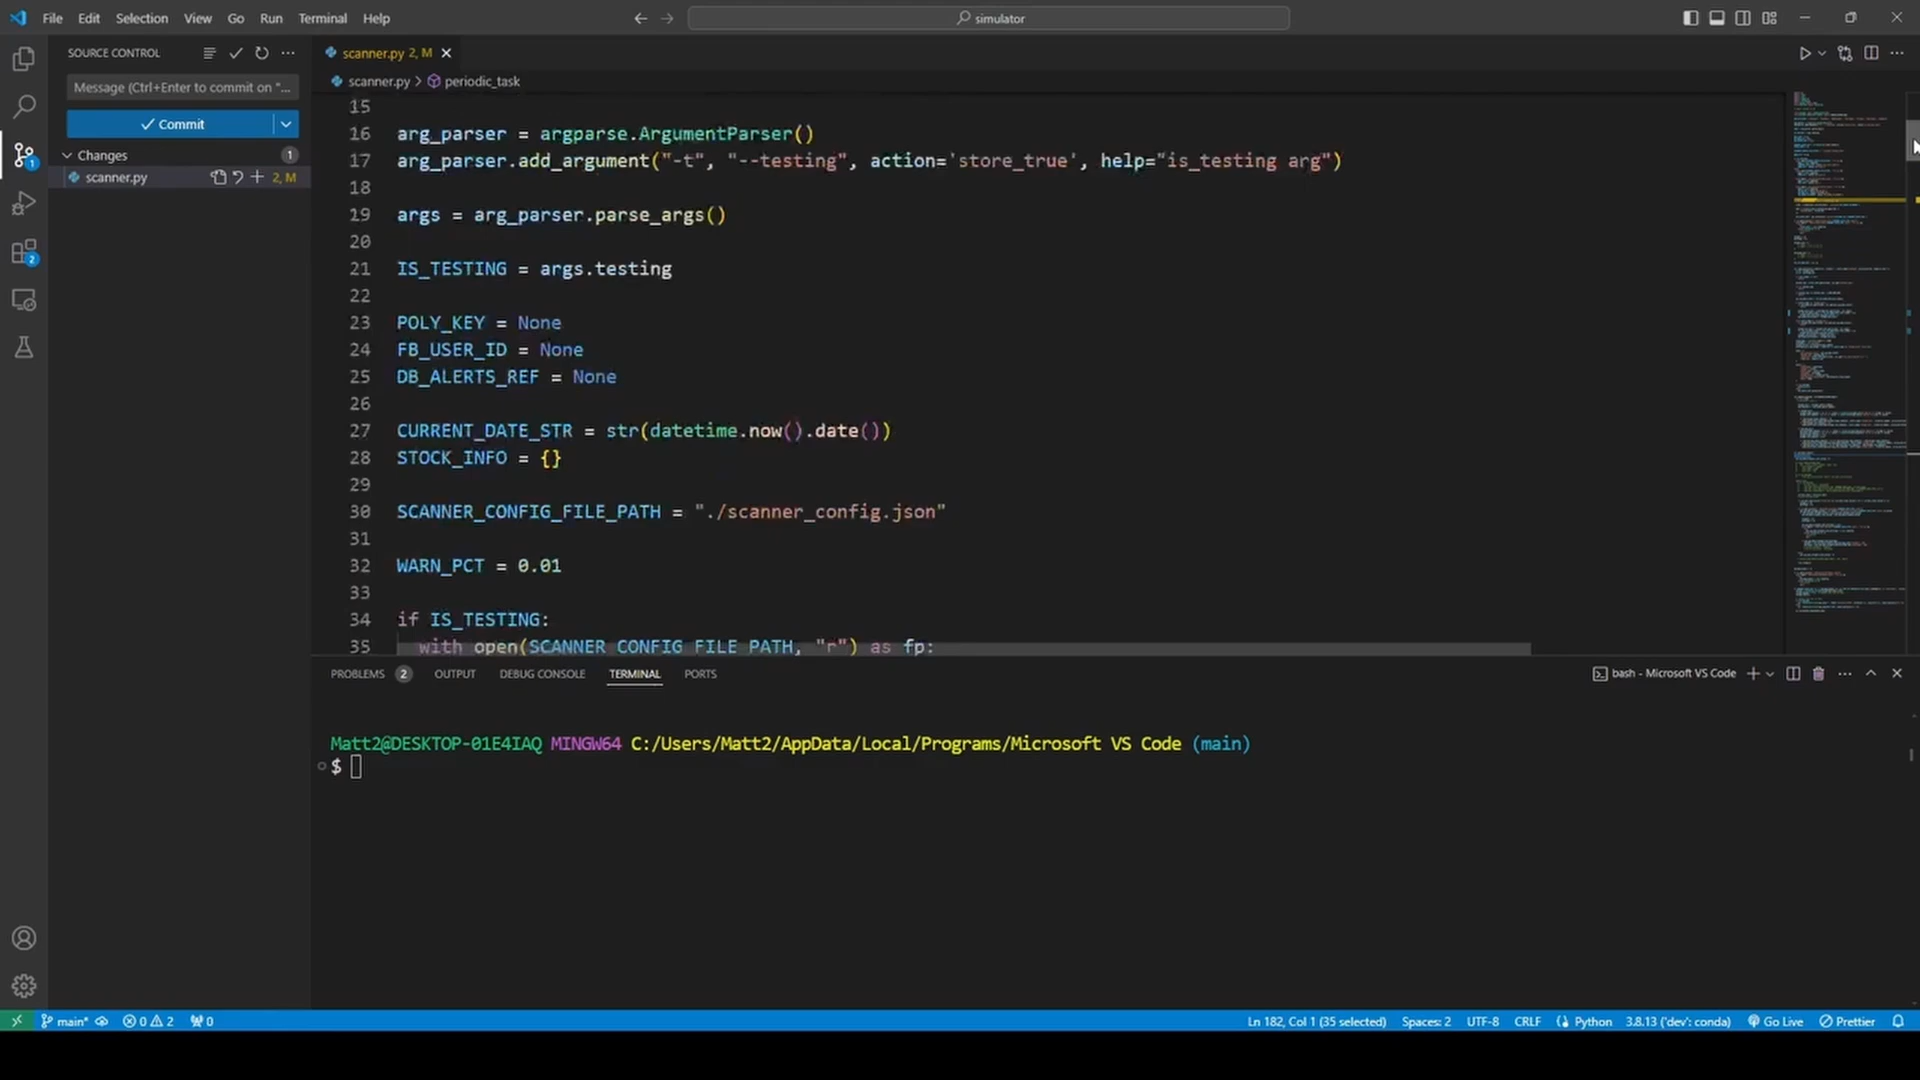 File Edit Selection View Go Run Terminal Help
simulator
SOURCE CONTROL
scanner.py 2, M
Message (Ctrl+Enter to commit on "...
scanner.py > periodic_task
Commit
Changes 1
scanner.py 2, M
15
16 arg_parser = argparse.ArgumentParser()
17 arg_parser.add_argument("-t", "--testing", action='store_true', help="is_testing arg")
18
19 args = arg_parser.parse_args()
20
21 IS_TESTING = args.testing
22
23 POLY_KEY = None
24 FB_USER_ID = None
25 DB_ALERTS_REF = None
26
27 CURRENT_DATE_STR = str(datetime.now().date())
28 STOCK_INFO = {}
29
30 SCANNER_CONFIG_FILE_PATH = "./scanner_config.json"
31
32 WARN_PCT = 0.01
33
34 if IS_TESTING:
35 with open(SCANNER_CONFIG_FILE_PATH, "r") as fp:
1
2
PROBLEMS 2 OUTPUT DEBUG CONSOLE TERMINAL PORTS
bash - Microsoft VS Code
Matt2@DESKTOP-01E4IAQ MINGW64 C:/Users/Matt2/AppData/Local/Programs/Microsoft VS Code (main)
$
main* 0 2 0
Ln 182, Col 1 (35 selected) Spaces: 2 UTF-8 CRLF Python 3.8.13 ('dev': conda) Go Live Prettier